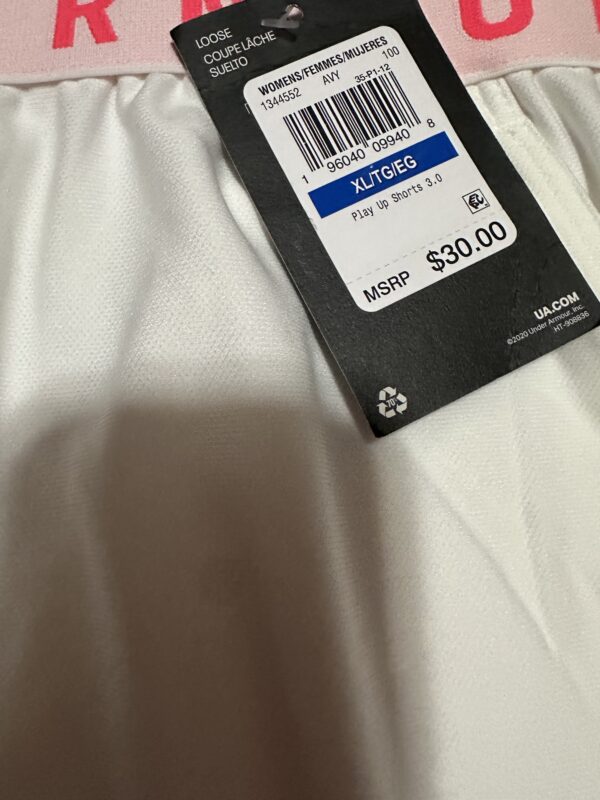 R M O
LOOSE
COUPE LÂCHE
SUELTO
WOMENS/FEMMES/MUJERES
1344552 AVY 100
35-P1-12
1 96040 09940 8
XL/TG/EG
Play Up Shorts 3.0
MSRP $30.00
UA.COM
©2020 Under Armour, Inc.
HT-908836